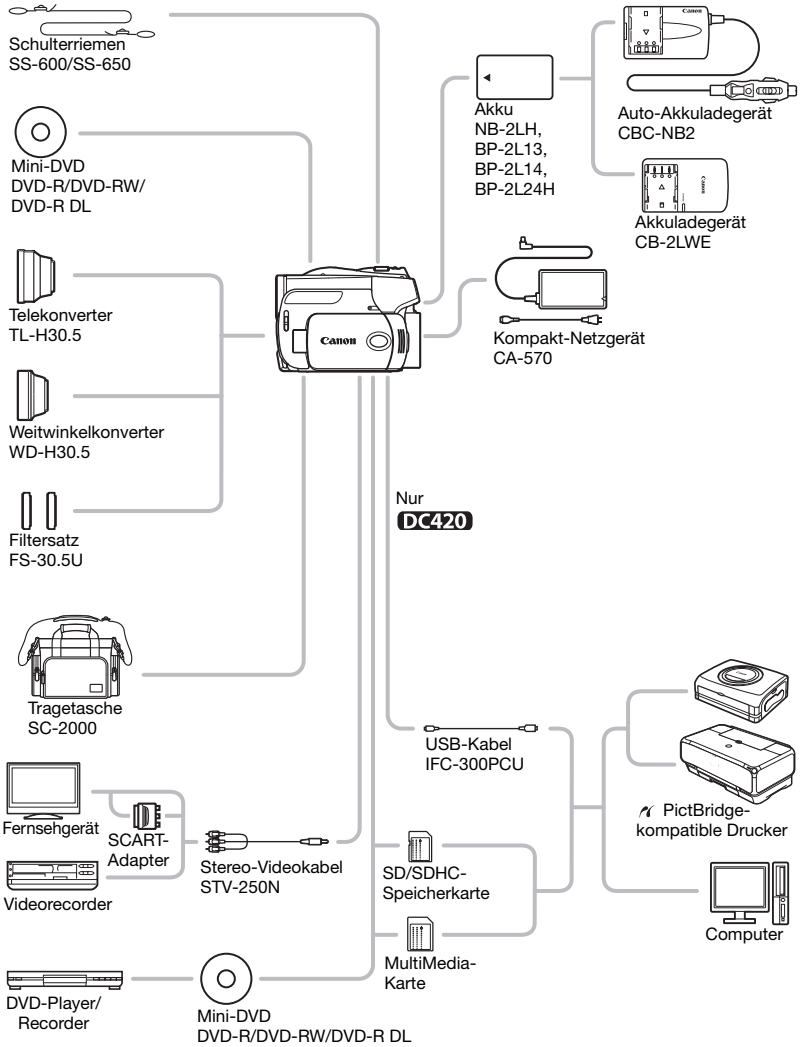 Schulterriemen
SS-600/SS-650
Mini-DVD
DVD-R/DVD-RW/
DVD-R DL
Telekonverter
TL-H30.5
Weitwinkelkonverter
WD-H30.5
Filtersatz
FS-30.5U
Tragetasche
SC-2000
Fernsehgerät
SCART-
Adapter
Videorecorder
Stereo-Videokabel
STV-250N
DVD-Player/
Recorder
Mini-DVD
DVD-R/DVD-RW/DVD-R DL
Canon
Akku
NB-2LH,
BP-2L13,
BP-2L14,
BP-2L24H
Canon
Auto-Akkuladegerät
CBC-NB2
Canon
Akkuladegerät
CB-2LWE
Kompakt-Netzgerät
CA-570
Nur
DC420
USB-Kabel
IFC-300PCU
SD/SDHC-
Speicherkarte
MultiMedia-
Karte
PictBridge-
kompatible Drucker
Computer